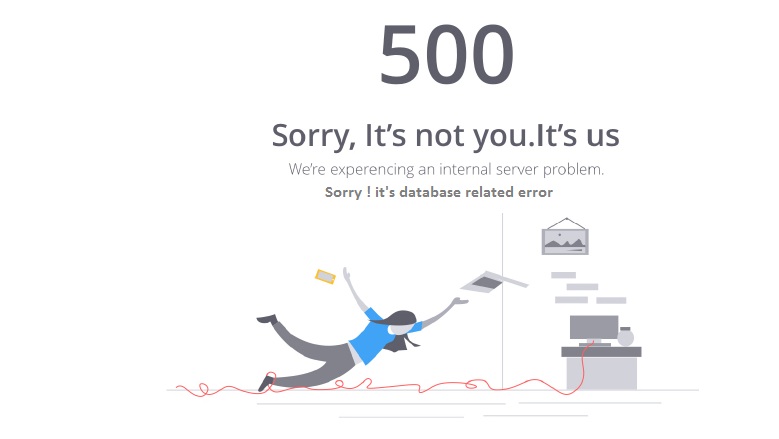 500
Sorry, It's not you.It's us
We're experencing an internal server problem.
Sorry ! it's database related error